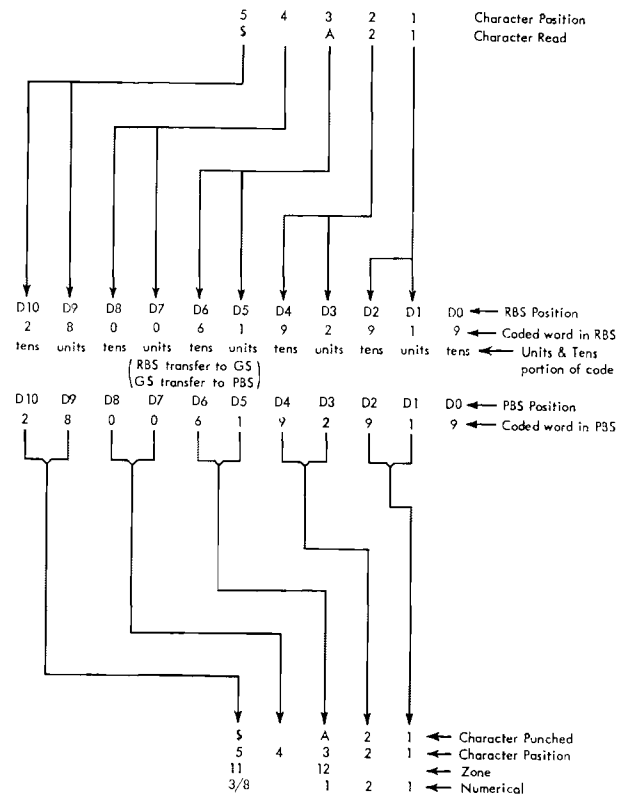 5 4 3 2 1 Character Position
$ A 2 1 Character Read
D10 D9 D8 D7 D6 D5 D4 D3 D2 D1 D0 RBS Position
2 8 0 0 6 1 9 2 9 1 9 Coded word in RBS
tens units tens units tens units tens units tens units tens Units & Tens
portion of code
(RBS transfer to GS
GS transfer to PBS)
D10 D9 D8 D7 D6 D5 D4 D3 D2 D1 D0 PBS Position
2 8 0 0 6 1 9 2 9 1 9 Coded word in PBS
$ A 2 1 Character Punched
5 4 3 2 1 Character Position
11 12 Zone
3/8 1 2 1 Numerical